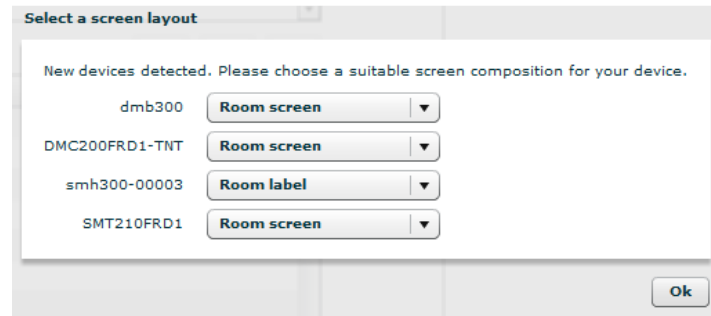 Select a screen layout
New devices detected. Please choose a suitable screen composition for your device.
dmb300 Room screen
DMC200FRD1-TNT Room screen
smh300-00003 Room label
SMT210FRD1 Room screen
Ok